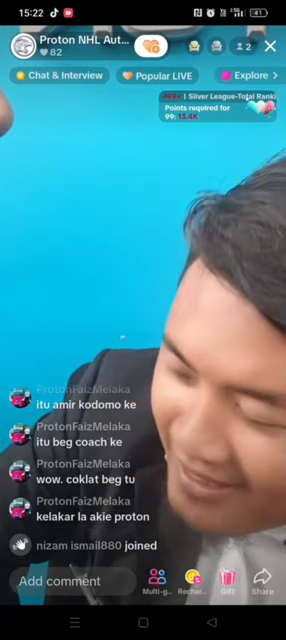 15:22
41
Proton NHL Aut...
82
2
Chat & Interview
Popular LIVE
Explore >
| Silver League-Total Ranki
Points required for
99: 13.4K
ProtonFaizMelaka
itu amir kodomo ke
ProtonFaizMelaka
itu beg coach ke
ProtonFaizMelaka
wow. coklat beg tu
ProtonFaizMelaka
kelakar la akie proton
nizam ismail880 joined
Add comment
Multi-g... Rechar... Gift Share